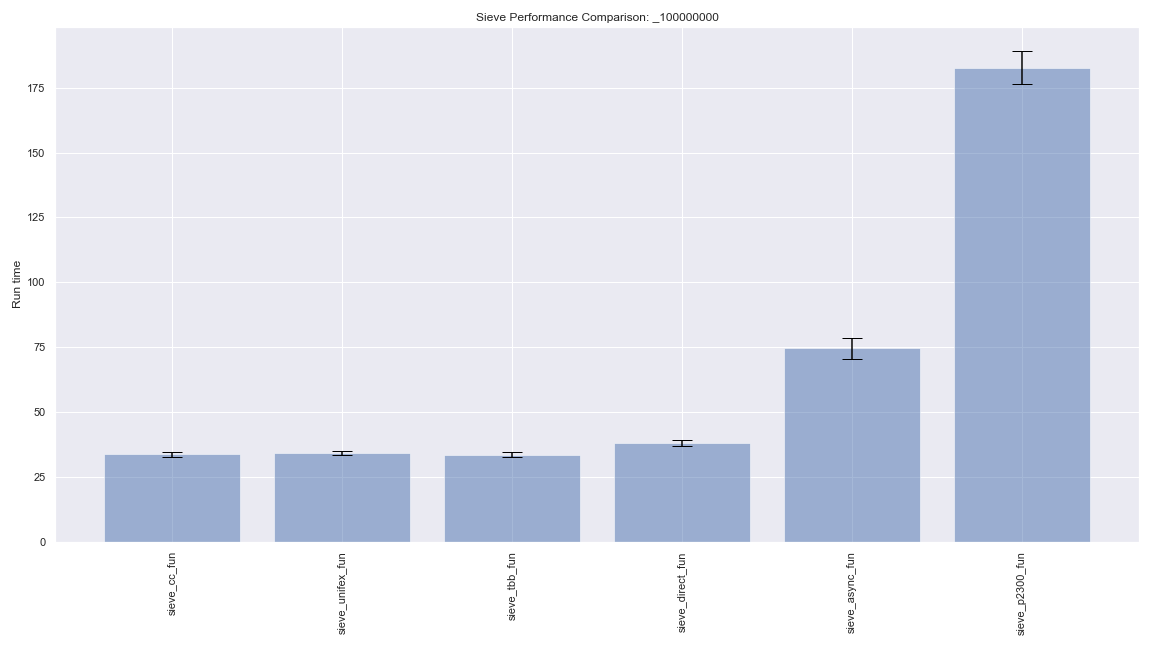 Sieve Performance Comparison: _100000000
Run time
175
150
125
100
75
50
25
0
sieve_cc_fun
sieve_unifex_fun
sieve_tbb_fun
sieve_direct_fun
sieve_async_fun
sieve_p2300_fun